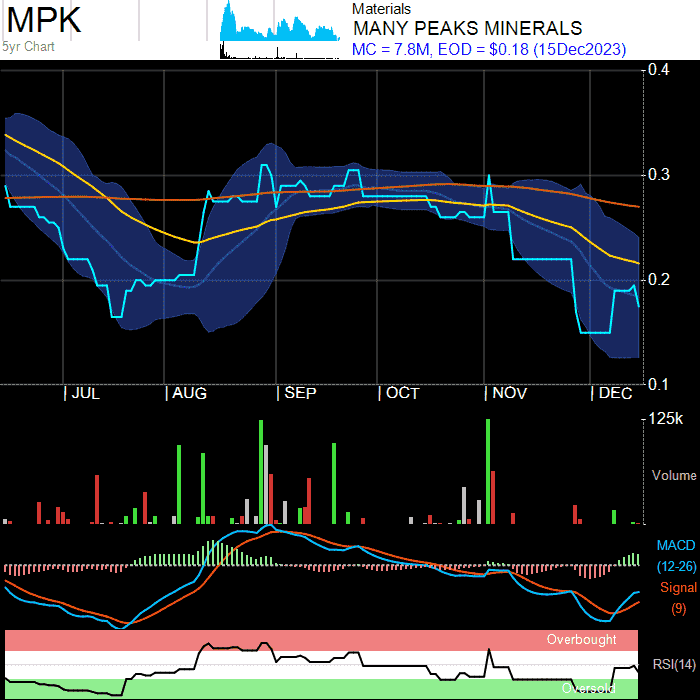 MPK
5yr Chart
Materials
MANY PEAKS MINERALS
MC = 7.8M, EOD = $0.18 (15Dec2023)
0.4
0.3
0.2
0.1
JUL AUG SEP OCT NOV DEC
125k
Volume
MACD
(12-26)
Signal
(9)
Overbought
RSI(14)
Oversold